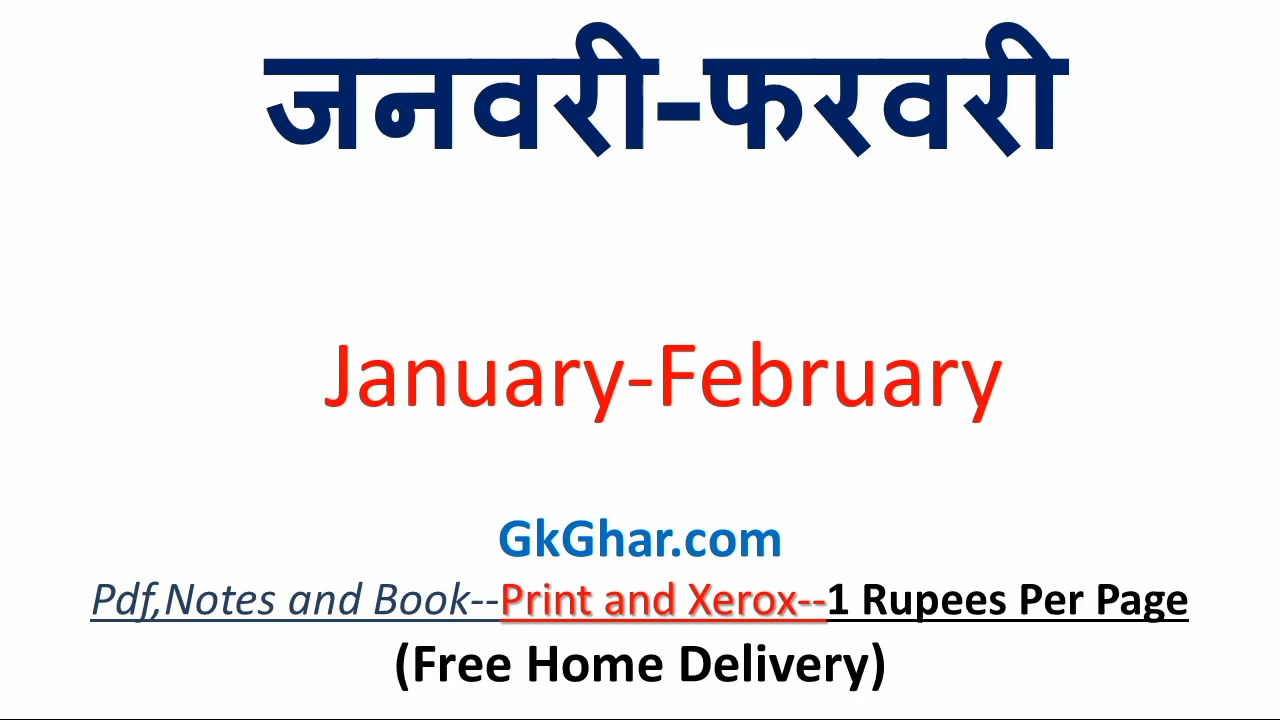 जनवरी-फरवरी
January-February
GkGhar.com
Pdf,Notes and Book--Print and Xerox--1 Rupees Per Page
(Free Home Delivery)